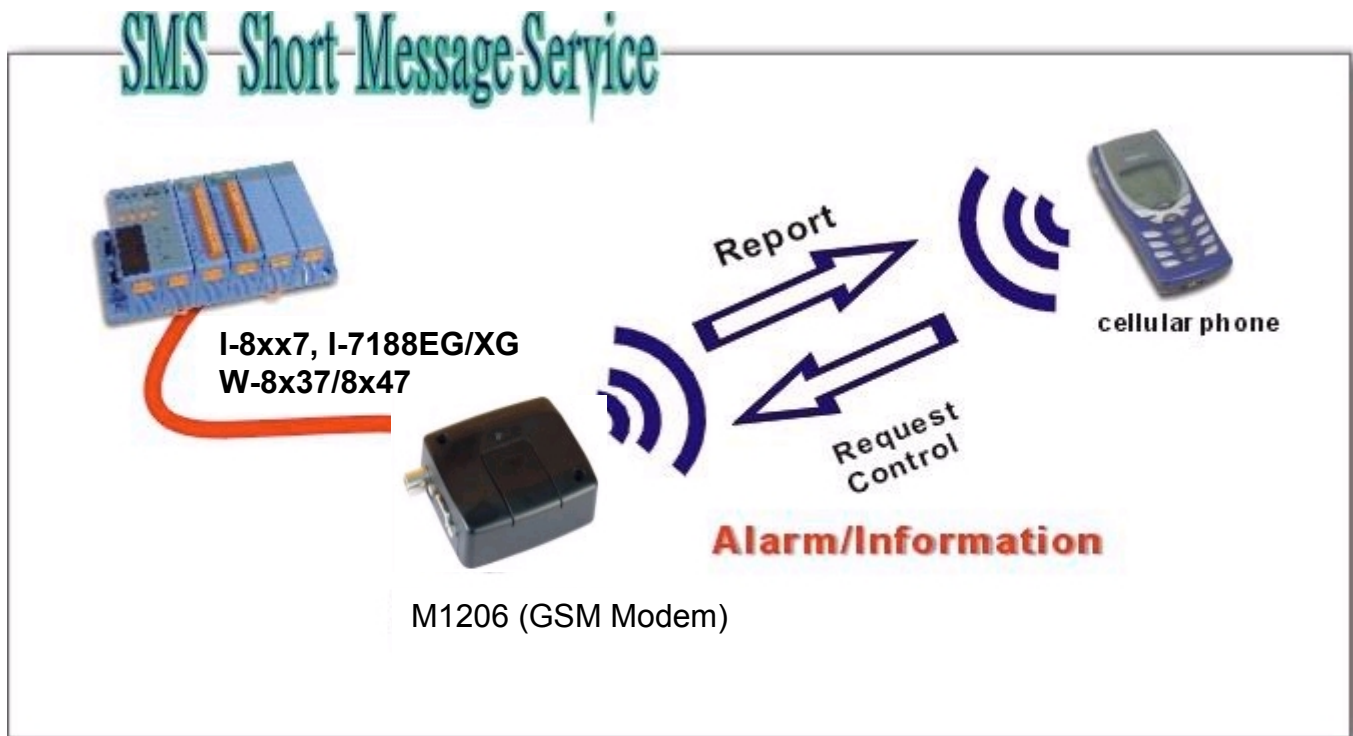 SMS Short Message Service
Report
cellular phone
I-8xx7, I-7188EG/XG
W-8x37/8x47
Request
Control
Alarm/Information
M1206 (GSM Modem)